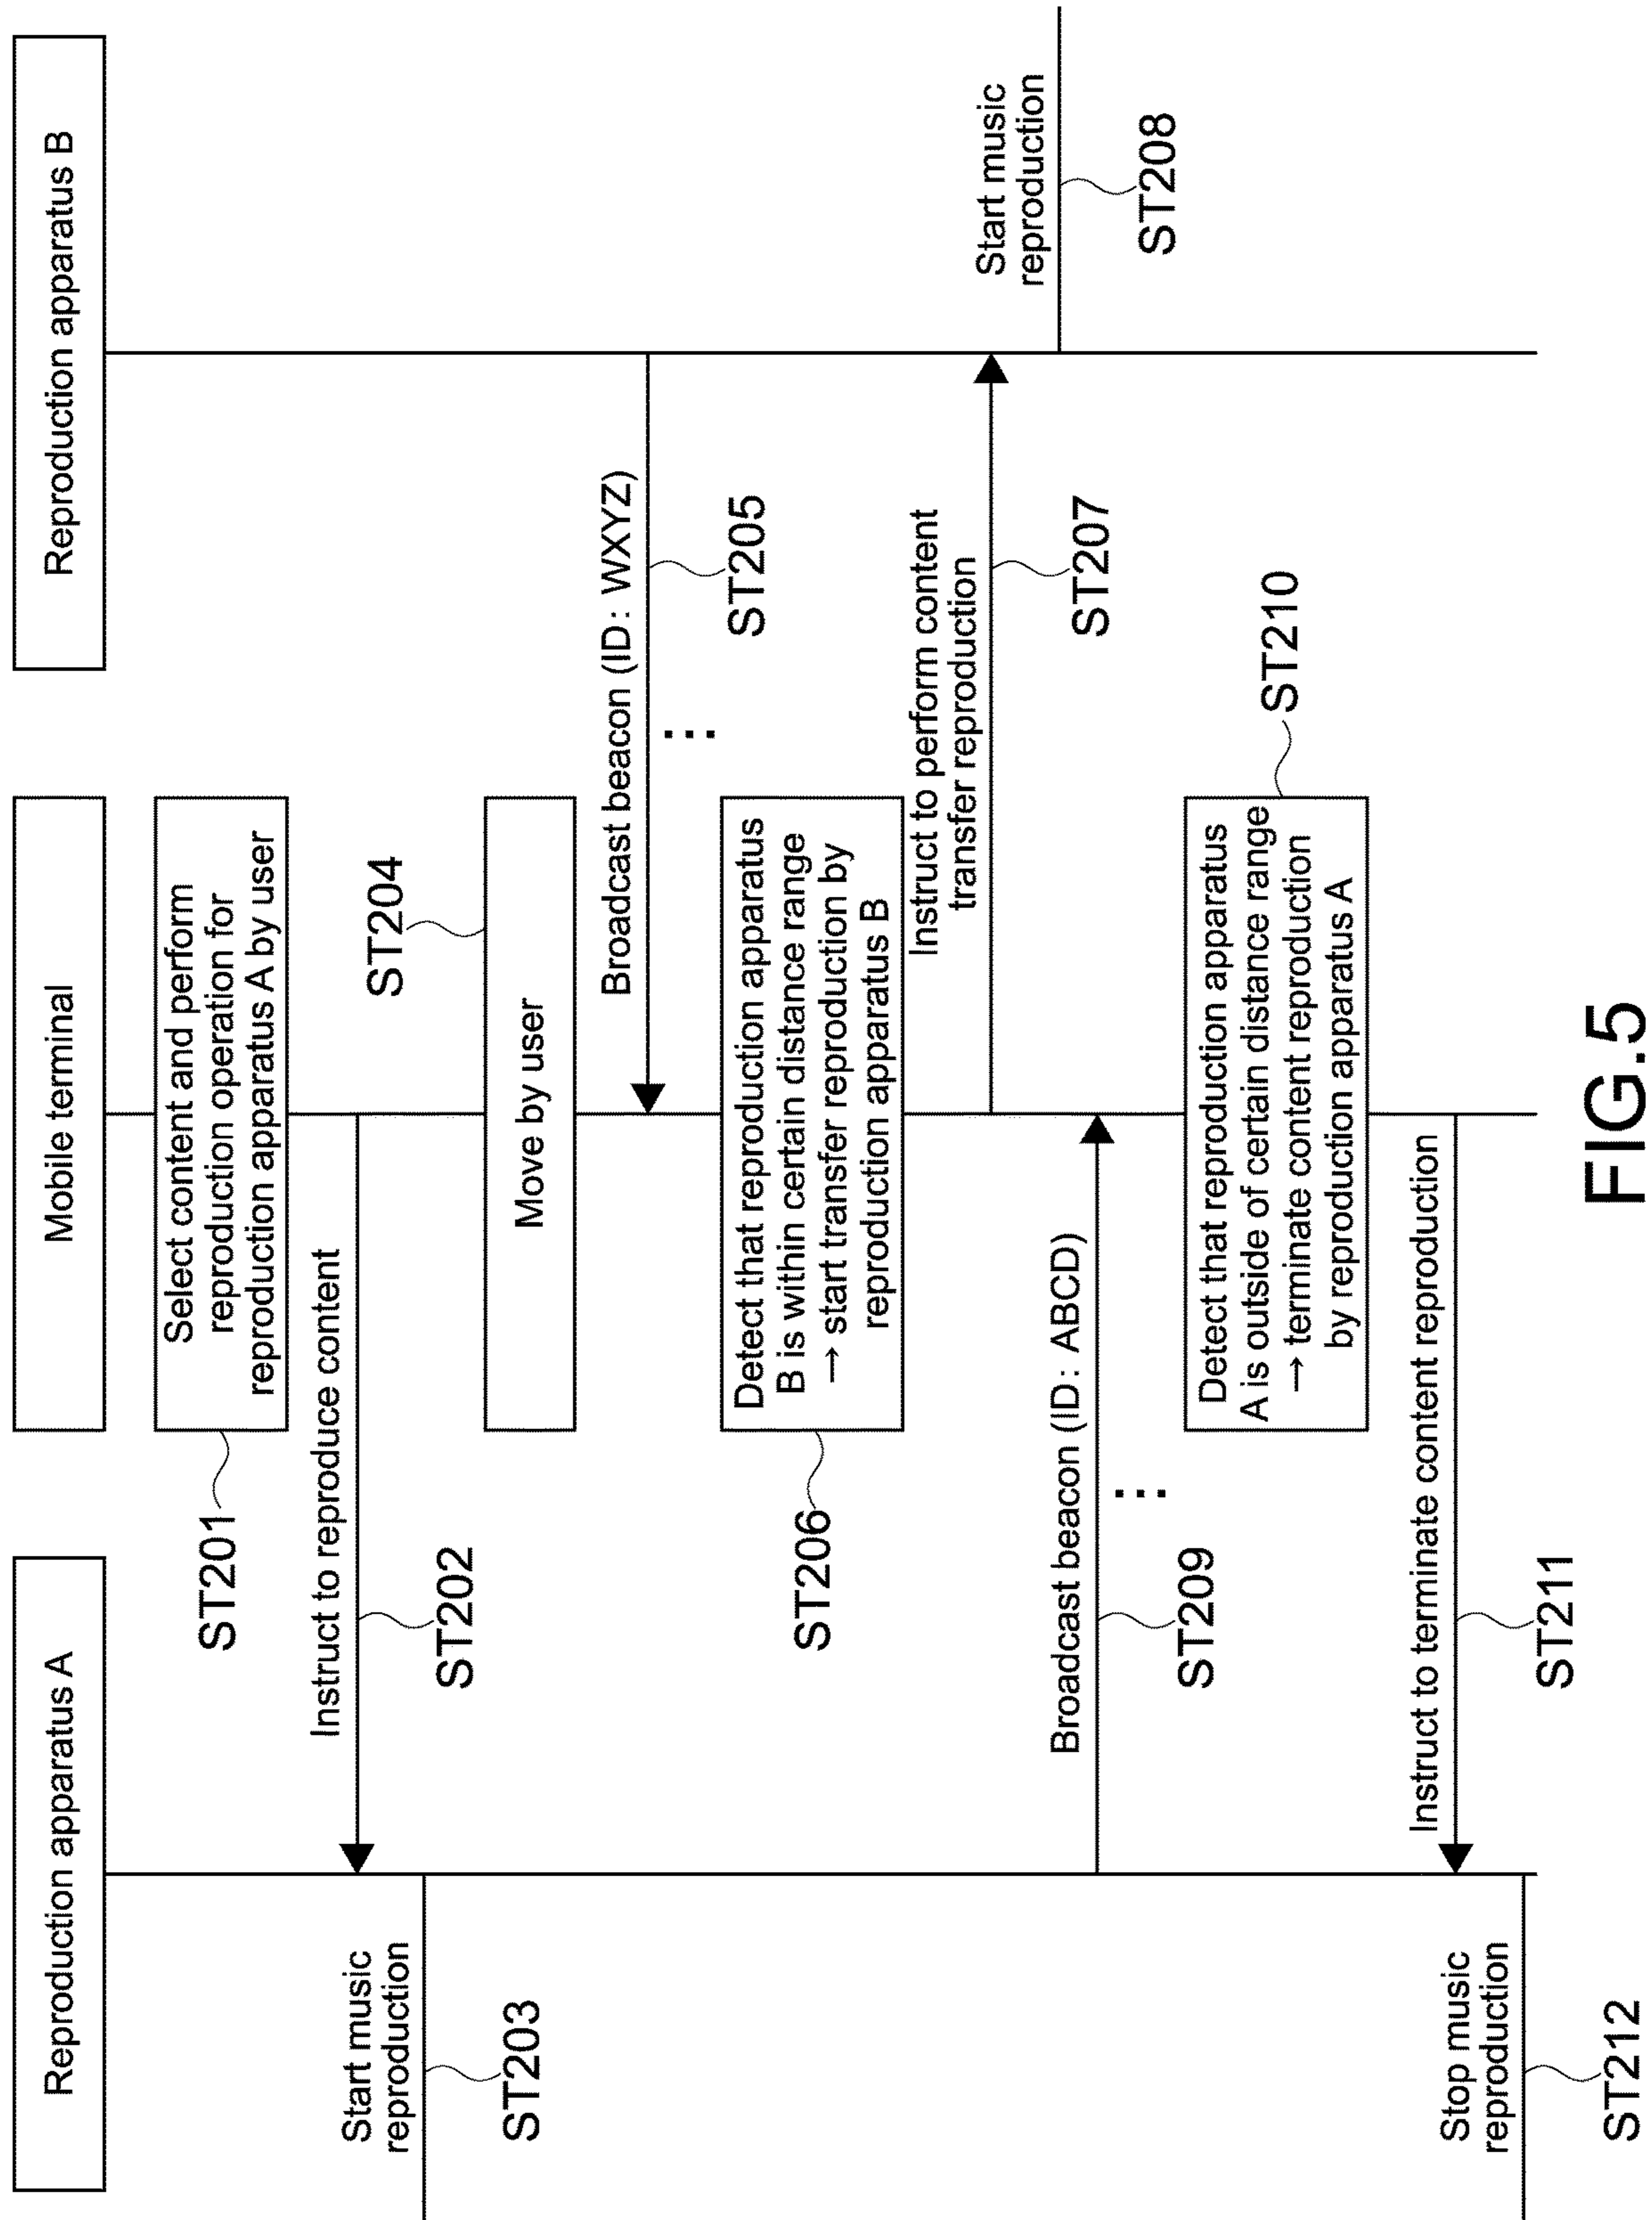 Reproduction apparatus A
Mobile terminal
Reproduction apparatus B
ST201
Select content and perform
reproduction operation for
reproduction apparatus A by user
Instruct to reproduce content
ST202
Start music
reproduction
ST203
ST204
Move by user
Broadcast beacon (ID: WXYZ)
ST205
...
Detect that reproduction apparatus
B is within certain distance range
→ start transfer reproduction by
reproduction apparatus B
ST206
Instruct to perform content
transfer reproduction
ST207
Start music
reproduction
ST208
Broadcast beacon (ID: ABCD)
...
ST209
Detect that reproduction apparatus
A is outside of certain distance range
→ terminate content reproduction
by reproduction apparatus A
ST210
Instruct to terminate content reproduction
ST211
Stop music
reproduction
ST212
FIG.5